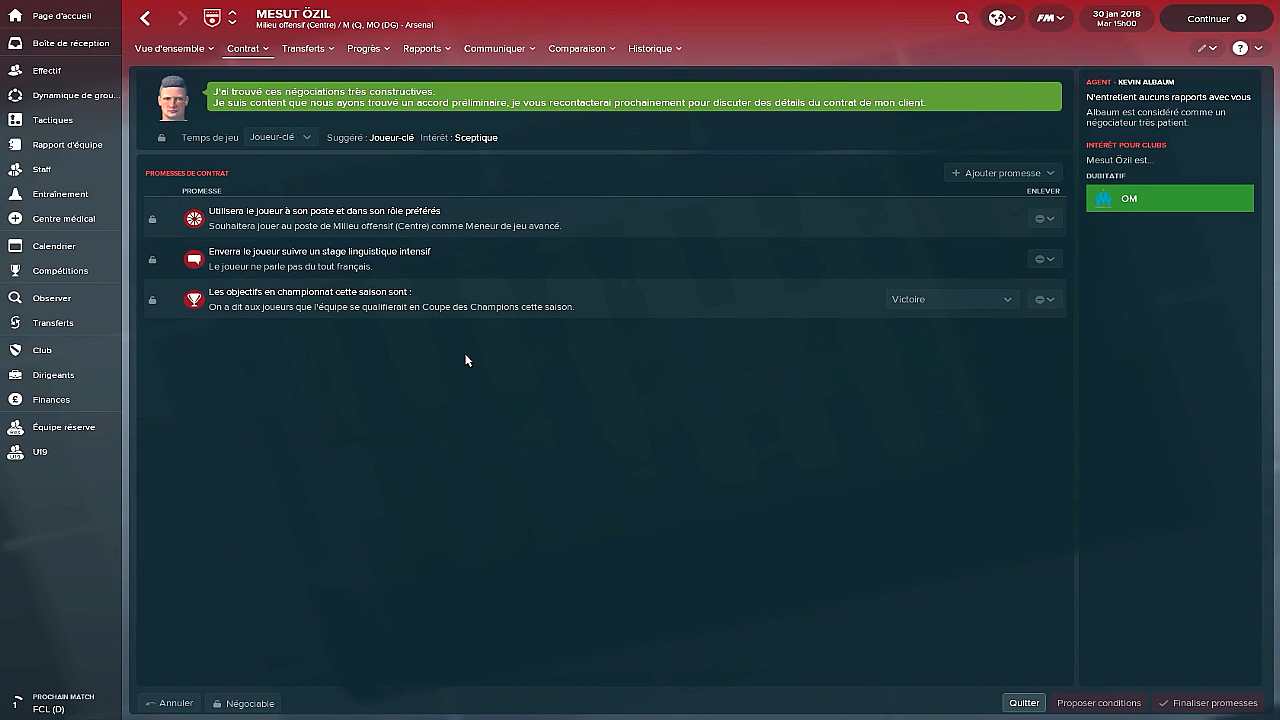 Page d'accueil
Boîte de réception
Effectif
Dynamique de grou...
Tactiques
Rapport d'équipe
Staff
Entraînement
Centre médical
Calendrier
Compétitions
Observer
Transferts
Club
Dirigeants
Finances
Équipe réserve
U19
PROCHAIN MATCH
FCL (D)
MESUT ÖZIL
Milieu offensif (Centre) / M (C), MO (DG) - Arsenal
FM
30 jan 2018
Mar 15h00
Continuer
Vue d'ensemble
Contrat
Transferts
Progrès
Rapports
Communiquer
Comparaison
Historique
?
J'ai trouvé ces négociations très constructives.
Je suis content que nous ayons trouvé un accord préliminaire, je vous recontacterai prochainement pour discuter des détails du contrat de mon client.
Temps de jeu Joueur-clé Suggéré : Joueur-clé Intérêt : Sceptique
PROMESSES DE CONTRAT
Ajouter promesse
PROMESSE ENLEVER
Utilisera le joueur à son poste et dans son rôle préférés
Souhaitera jouer au poste de Milieu offensif (Centre) comme Meneur de jeu avancé.
Enverra le joueur suivre un stage linguistique intensif
Le joueur ne parle pas du tout français.
Les objectifs en championnat cette saison sont :
On a dit aux joueurs que l'équipe se qualifierait en Coupe des Champions cette saison.
Victoire
AGENT - KEVIN ALBAUM
N'entretient aucuns rapports avec vous
Albaum est considéré comme un
négociateur très patient.
INTÉRÊT POUR CLUBS
Mesut Özil est...
DUBITATIF
OM
Annuler
Négociable
Quitter
Proposer conditions
Finaliser promesses